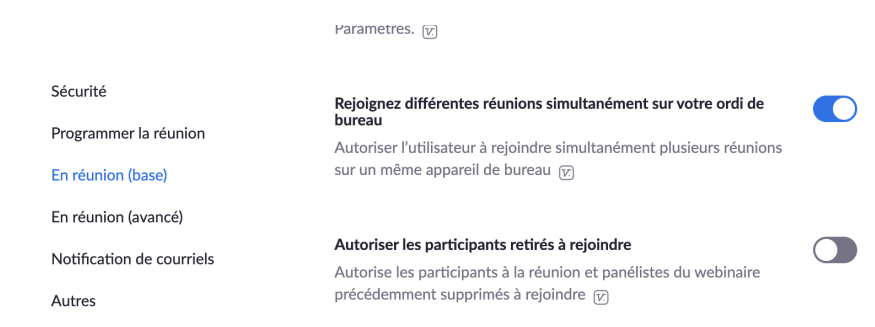 Paramètres.
Sécurité
Programmer la réunion
En réunion (base)
En réunion (avancé)
Notification de courriels
Autres
Rejoignez différentes réunions simultanément sur votre ordi de
bureau
Autoriser l'utilisateur à rejoindre simultanément plusieurs réunions
sur un même appareil de bureau
Autoriser les participants retirés à rejoindre
Autorise les participants à la réunion et panélistes du webinaire
précédemment supprimés à rejoindre